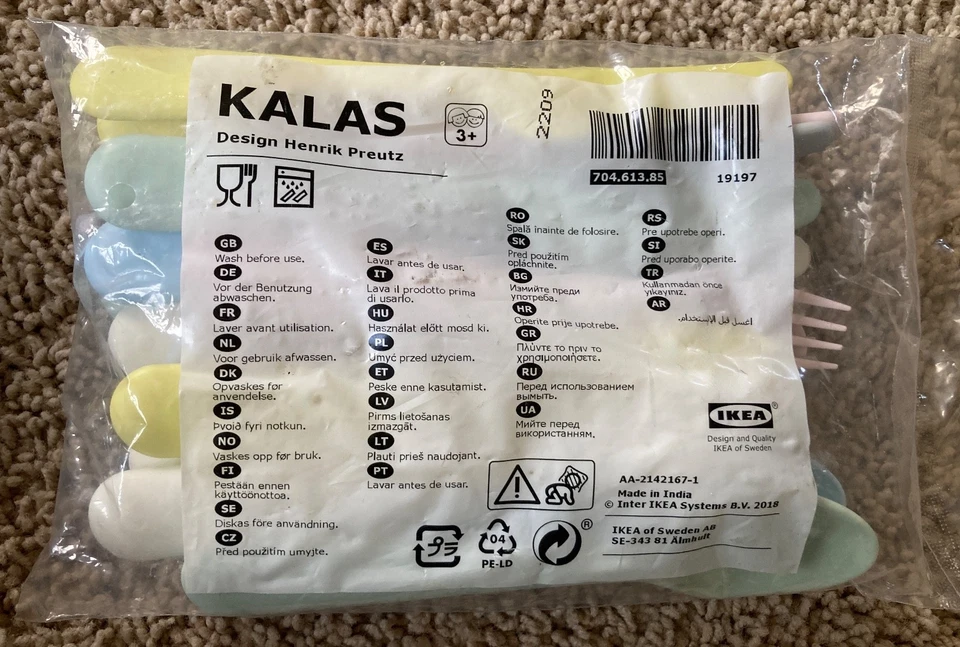 KALAS
Design Henrik Preutz
3+
2209
704.613.85
19197
GB
Wash before use.
DE
Vor der Benutzung
abwaschen.
FR
Laver avant utilisation.
NL
Voor gebruik afwassen.
DK
Opvaskes før
anvendelse.
IS
Þvoið fyri notkun.
NO
Vaskes opp før bruk.
FI
Pestään ennen
käyttöönottoa.
SE
Diskas före användning.
CZ
Před použitím umyjte.
ES
Lavar antes de usar.
IT
Lava il prodotto prima
di usarlo.
HU
Használat előtt mosd ki.
PL
Umyć przed użyciem.
ET
Peske enne kasutamist.
LV
Pirms lietošanas
izmazgāt.
LT
Plauti prieš naudojant.
PT
Lavar antes de usar.
RO
Spală înainte de folosire.
SK
Pred použitím
opláchnite.
BG
Измийте преди
употреба.
HR
Operite prije upotrebe.
GR
Πλύντε το πριν το
χρησιμοποιήσετε.
RU
Перед использованием
вымыть.
UA
Мийте перед
використанням.
RS
Pre upotrebe operi.
SI
Pred uporabo operite.
TR
Kullanmadan önce
yıkayınız.
AR
اغسل قبل الاستخدام.
IKEA®
Design and Quality
IKEA of Sweden
AA-2142167-1
Made in India
© Inter IKEA Systems B.V. 2018
IKEA of Sweden AB
SE-343 81 Älmhult
プラ
04
PE-LD
®